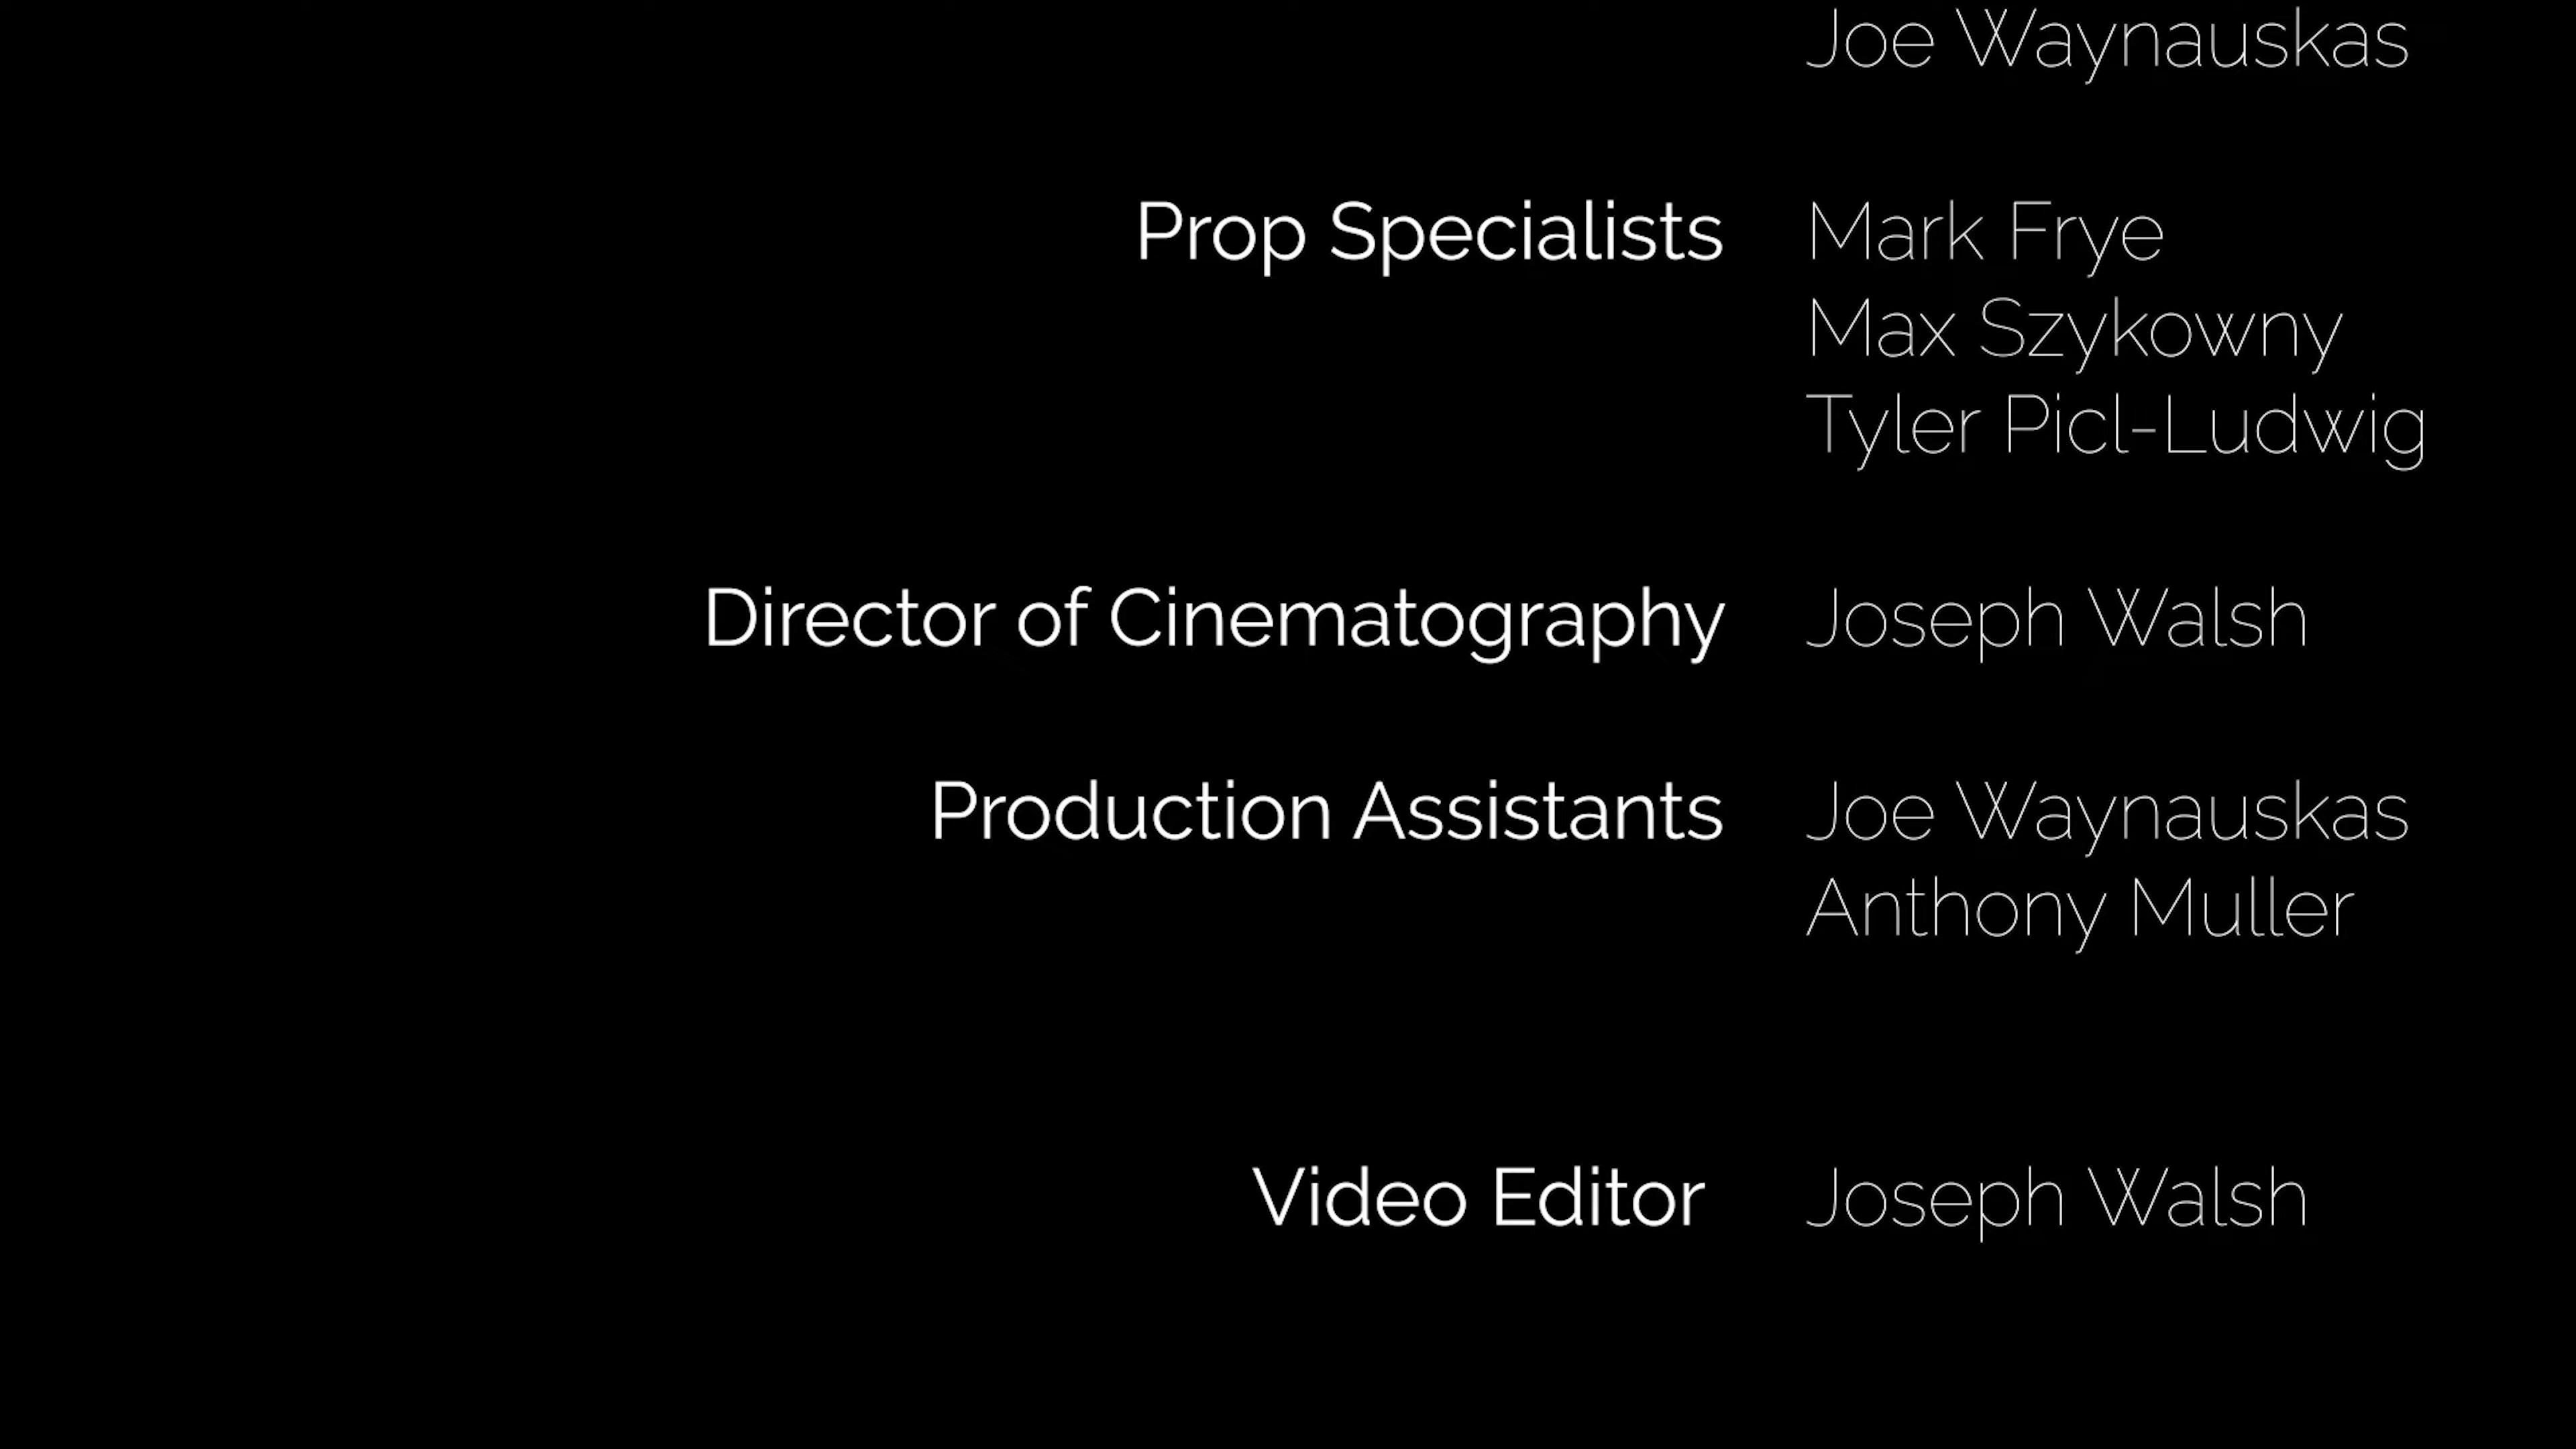 Joe Waynauskas
Prop Specialists Mark Frye
Max Szykowny
Tyler Picl-Ludwig
Director of Cinematography Joseph Walsh
Production Assistants Joe Waynauskas
Anthony Muller
Video Editor Joseph Walsh